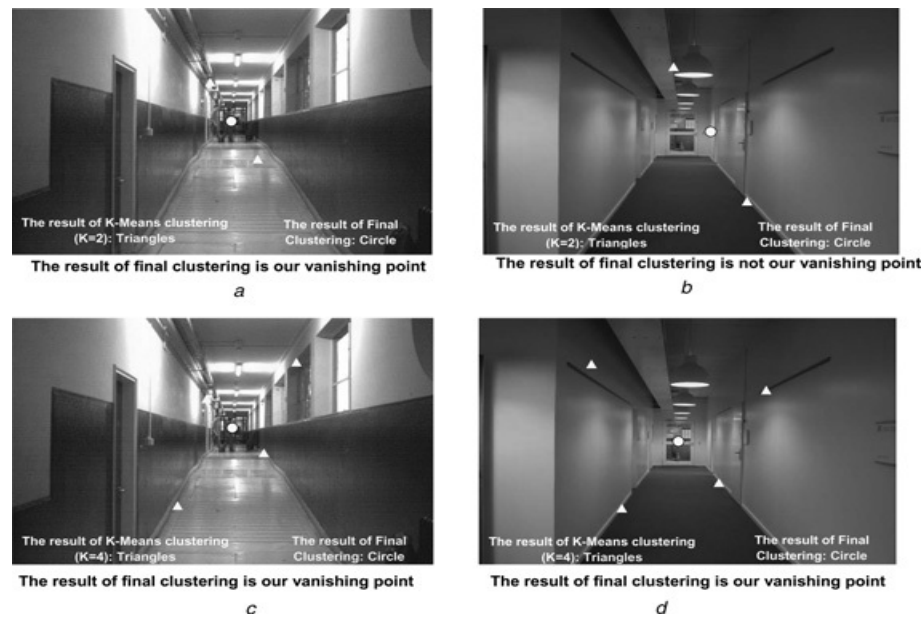 The result of K-Means clustering
(K=2): Triangles
The result of Final
Clustering: Circle
The result of final clustering is our vanishing point
a
The result of K-Means clustering
(K=2): Triangles
The result of Final
Clustering: Circle
The result of final clustering is not our vanishing point
b
The result of K-Means clustering
(K=4): Triangles
The result of Final
Clustering: Circle
The result of final clustering is our vanishing point
c
The result of K-Means clustering
(K=4): Triangles
The result of Final
Clustering: Circle
The result of final clustering is our vanishing point
d